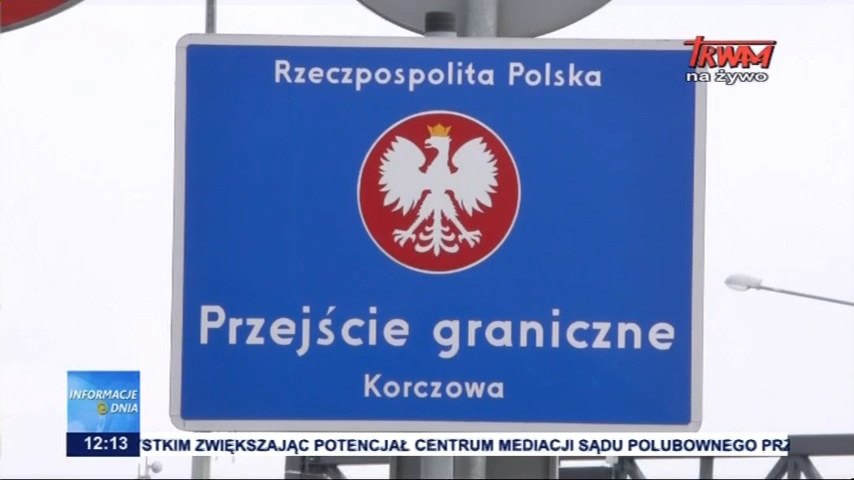 TRWAM
na żywo
Rzeczpospolita Polska
Przejście graniczne
Korczowa
INFORMACJE
DNIA
12:13
YSTKIM ZWIĘKSZAJĄC POTENCJAŁ CENTRUM MEDIACJI SĄDU POLUBOWNEGO PRZ